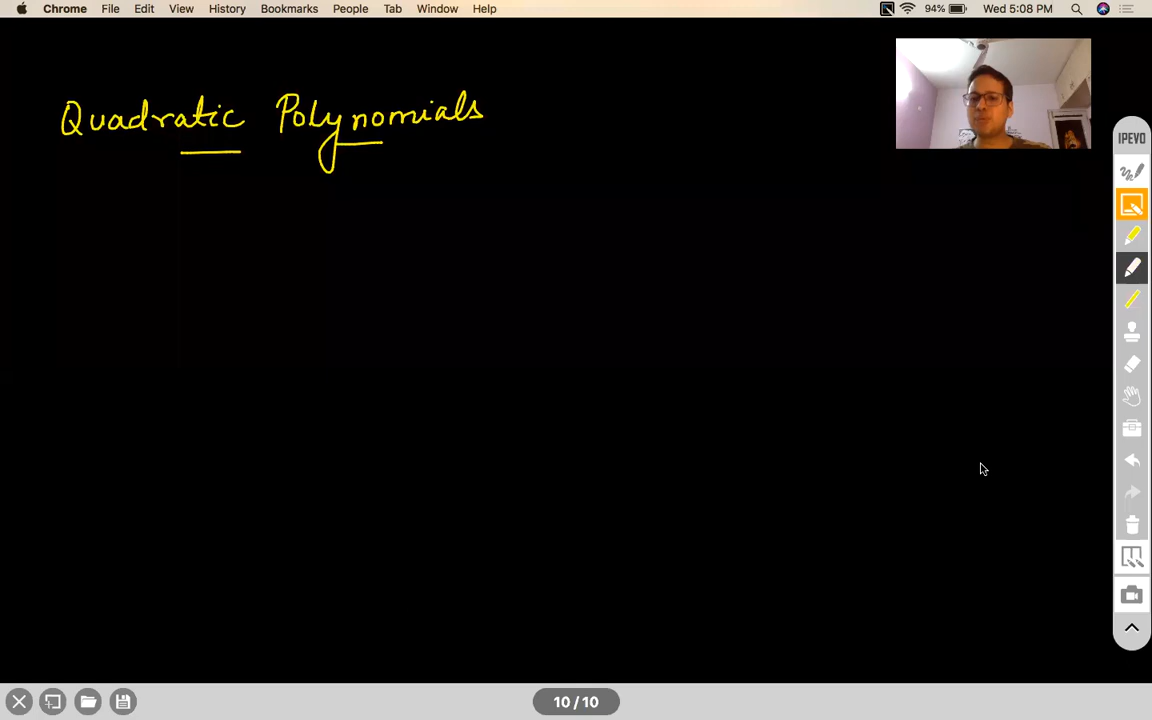 Chrome File Edit View History Bookmarks People Tab Window Help 94% Wed 5:08 PM
Quadratic Polynomials
IPEVO
10 / 10